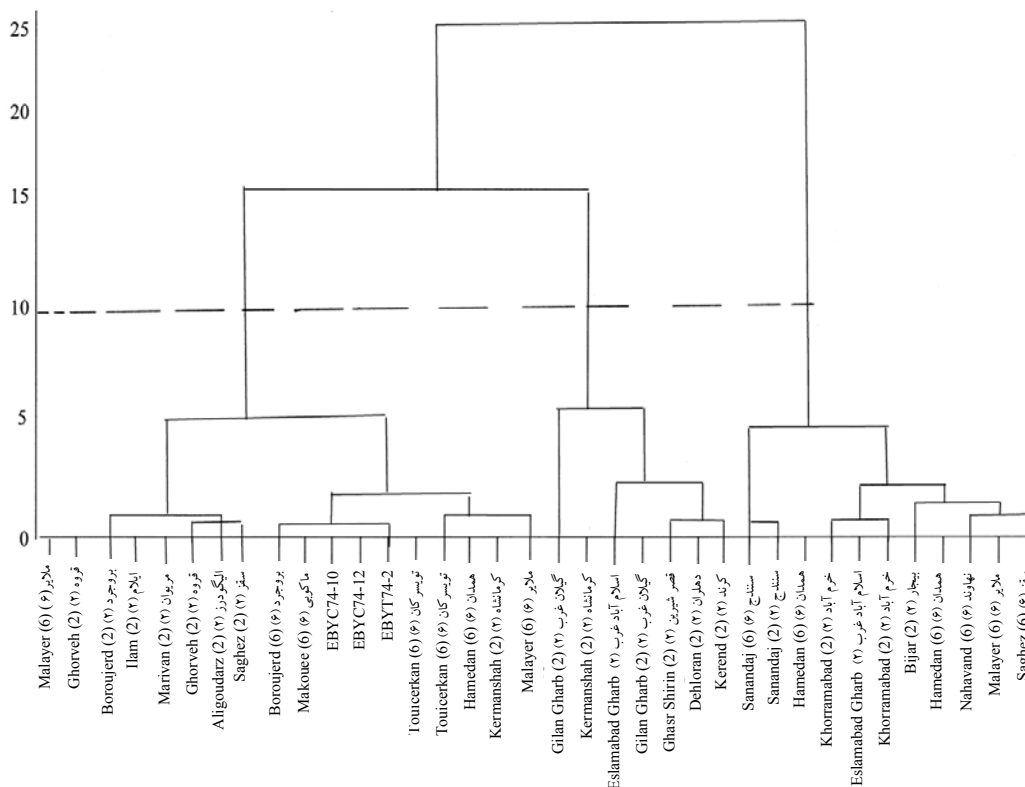 25
20
15
10
5
0
Malayer (6) ملایر (۶)
Ghorveh (2) قروه (۲)
Boroujerd (2) بروجرد (۲)
Ilam (2) ایلام (۲)
Marivan (2) مریوان (۲)
Ghorveh (2) قروه (۲)
Aligoudarz (2) الیگودرز (۲)
Saghez (2) سقز (۲)
Boroujerd (6) بروجرد (۶)
Makouee (6) ماکویی (۶)
EBYC74-10
EBYC74-12
EBYT74-2
Touicerkan (6) تویسرکان (۶)
Touicerkan (6) تویسرکان (۶)
Hamedan (6) همدان (۶)
Kermanshah (2) کرمانشاه (۲)
Malayer (6) ملایر (۶)
Gilan Gharb (2) گیلان غرب (۲)
Kermanshah (2) کرمانشاه (۲)
Eslamabad Gharb (۲) اسلام آباد غرب
Gilan Gharb (2) گیلان غرب (۲)
Ghasr Shirin (2) قصر شیرین (۲)
Dehloran (2) دهلران (۲)
Kerend (2) کرند (۲)
Sanandaj (6) سنندج (۶)
Sanandaj (2) سنندج (۲)
Hamedan (6) همدان (۶)
Khorramabad (2) خرم آباد (۲)
Eslamabad Gharb (۲) اسلام آباد غرب
Khorramabad (2) خرم آباد (۲)
Bijar (2) بیجار (۲)
Hamedan (6) همدان (۶)
Nahavand (6) نهاوند (۶)
Malayer (6) ملایر (۶)
Saghez (6)